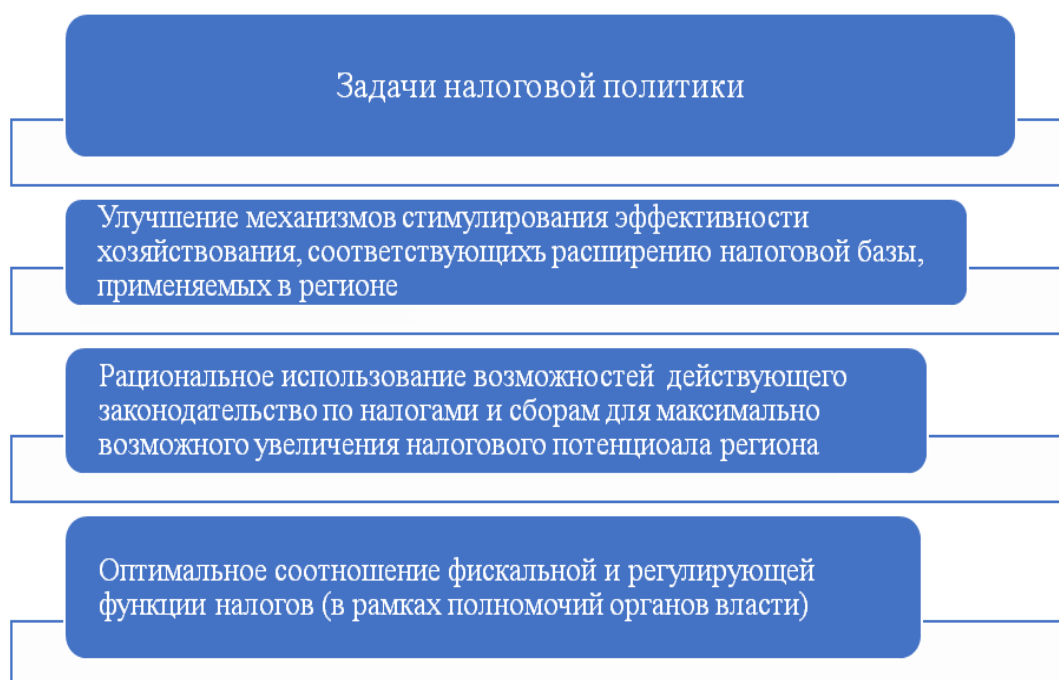 Задачи налоговой политики
Улучшение механизмов стимулирования эффективности
хозяйствования, соответствующихъ расширению налоговой базы,
применяемых в регионе
Рациональное использование возможностей действующего
законодательство по налогами и сборам для максимально
возможного увеличения налогового потенциоала региона
Оптимальное соотношение фискальной и регулирующей
функции налогов (в рамках полномочий органов власти)